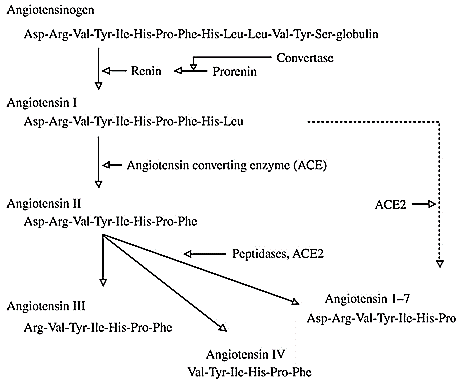 Angiotensinogen
Asp-Arg-Val-Tyr-Ile-His-Pro-Phe-His-Leu-Leu-Val-Tyr-Ser-globulin
Convertase
Renin
Prorenin
Angiotensin I
Asp-Arg-Val-Tyr-Ile-His-Pro-Phe-His-Leu
Angiotensin converting enzyme (ACE)
Angiotensin II
Asp-Arg-Val-Tyr-Ile-His-Pro-Phe
ACE2
Peptidases, ACE2
Angiotensin III
Arg-Val-Tyr-Ile-His-Pro-Phe
Angiotensin 1–7
Asp-Arg-Val-Tyr-Ile-His-Pro
Angiotensin IV
Val-Tyr-Ile-His-Pro-Phe